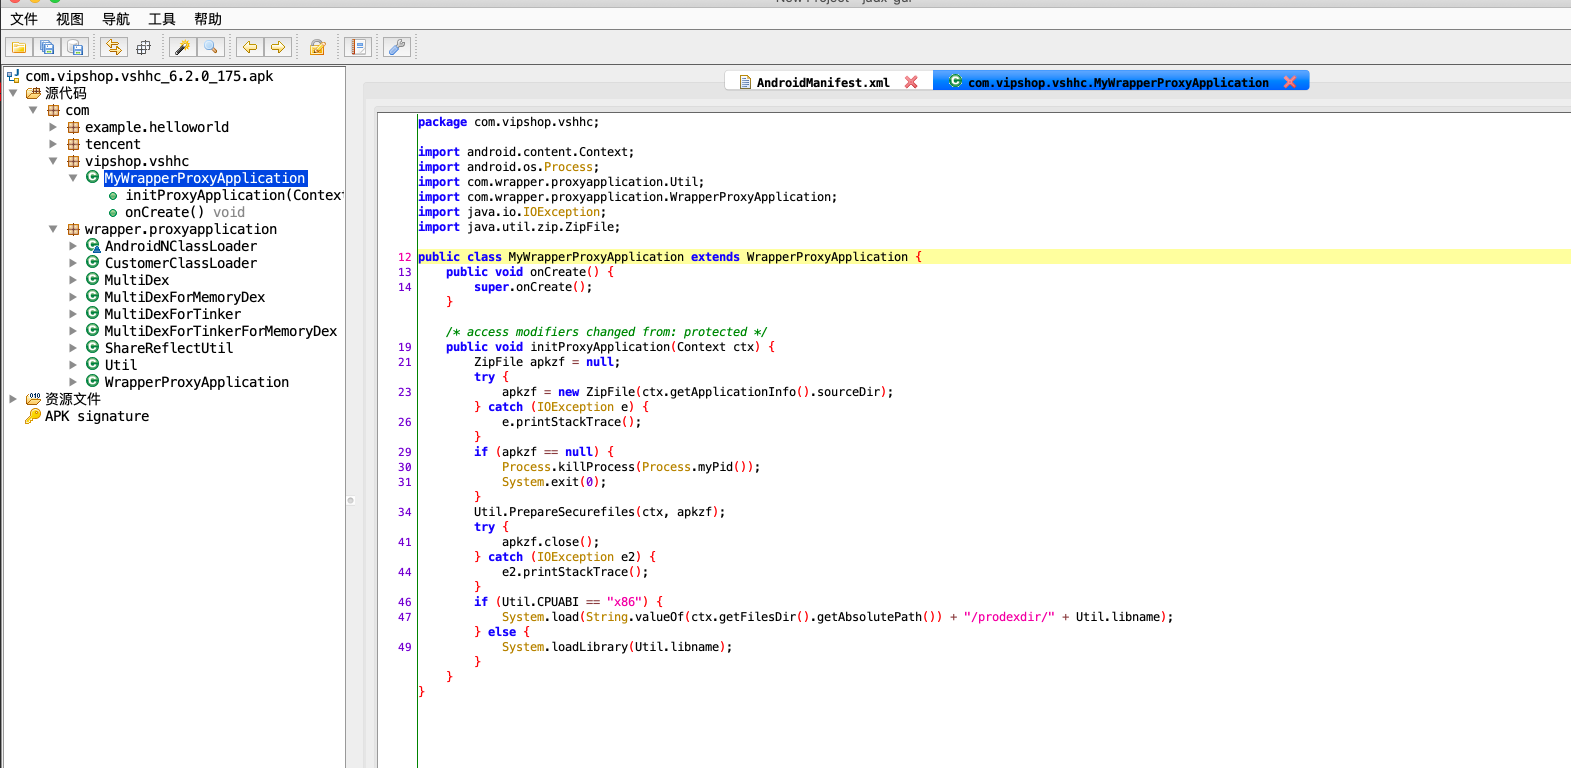 文件 视图 导航 工具 帮助
com.vipshop.vshhc_6.2.0_175.apk
源代码
com
example.helloworld
tencent
vipshop.vshhc
MyWrapperProxyApplication
initProxyApplication(Context
onCreate() void
wrapper.proxyapplication
AndroidNClassLoader
CustomerClassLoader
MultiDex
MultiDexForMemoryDex
MultiDexForTinker
MultiDexForTinkerForMemoryDex
ShareReflectUtil
Util
WrapperProxyApplication
资源文件
APK signature
AndroidManifest.xml com.vipshop.vshhc.MyWrapperProxyApplication
package com.vipshop.vshhc;
import android.content.Context;
import android.os.Process;
import com.wrapper.proxyapplication.Util;
import com.wrapper.proxyapplication.WrapperProxyApplication;
import java.io.IOException;
import java.util.zip.ZipFile;
12 public class MyWrapperProxyApplication extends WrapperProxyApplication {
13 public void onCreate() {
14 super.onCreate();
}
/* access modifiers changed from: protected */
19 public void initProxyApplication(Context ctx) {
21 ZipFile apkzf = null;
try {
23 apkzf = new ZipFile(ctx.getApplicationInfo().sourceDir);
} catch (IOException e) {
26 e.printStackTrace();
}
29 if (apkzf == null) {
30 Process.killProcess(Process.myPid());
31 System.exit(0);
}
34 Util.PrepareSecurefiles(ctx, apkzf);
try {
41 apkzf.close();
} catch (IOException e2) {
44 e2.printStackTrace();
}
46 if (Util.CPUABI == "x86") {
47 System.load(String.valueOf(ctx.getFilesDir().getAbsolutePath()) + "/prodexdir/" + Util.libname);
} else {
49 System.loadLibrary(Util.libname);
}
}
}